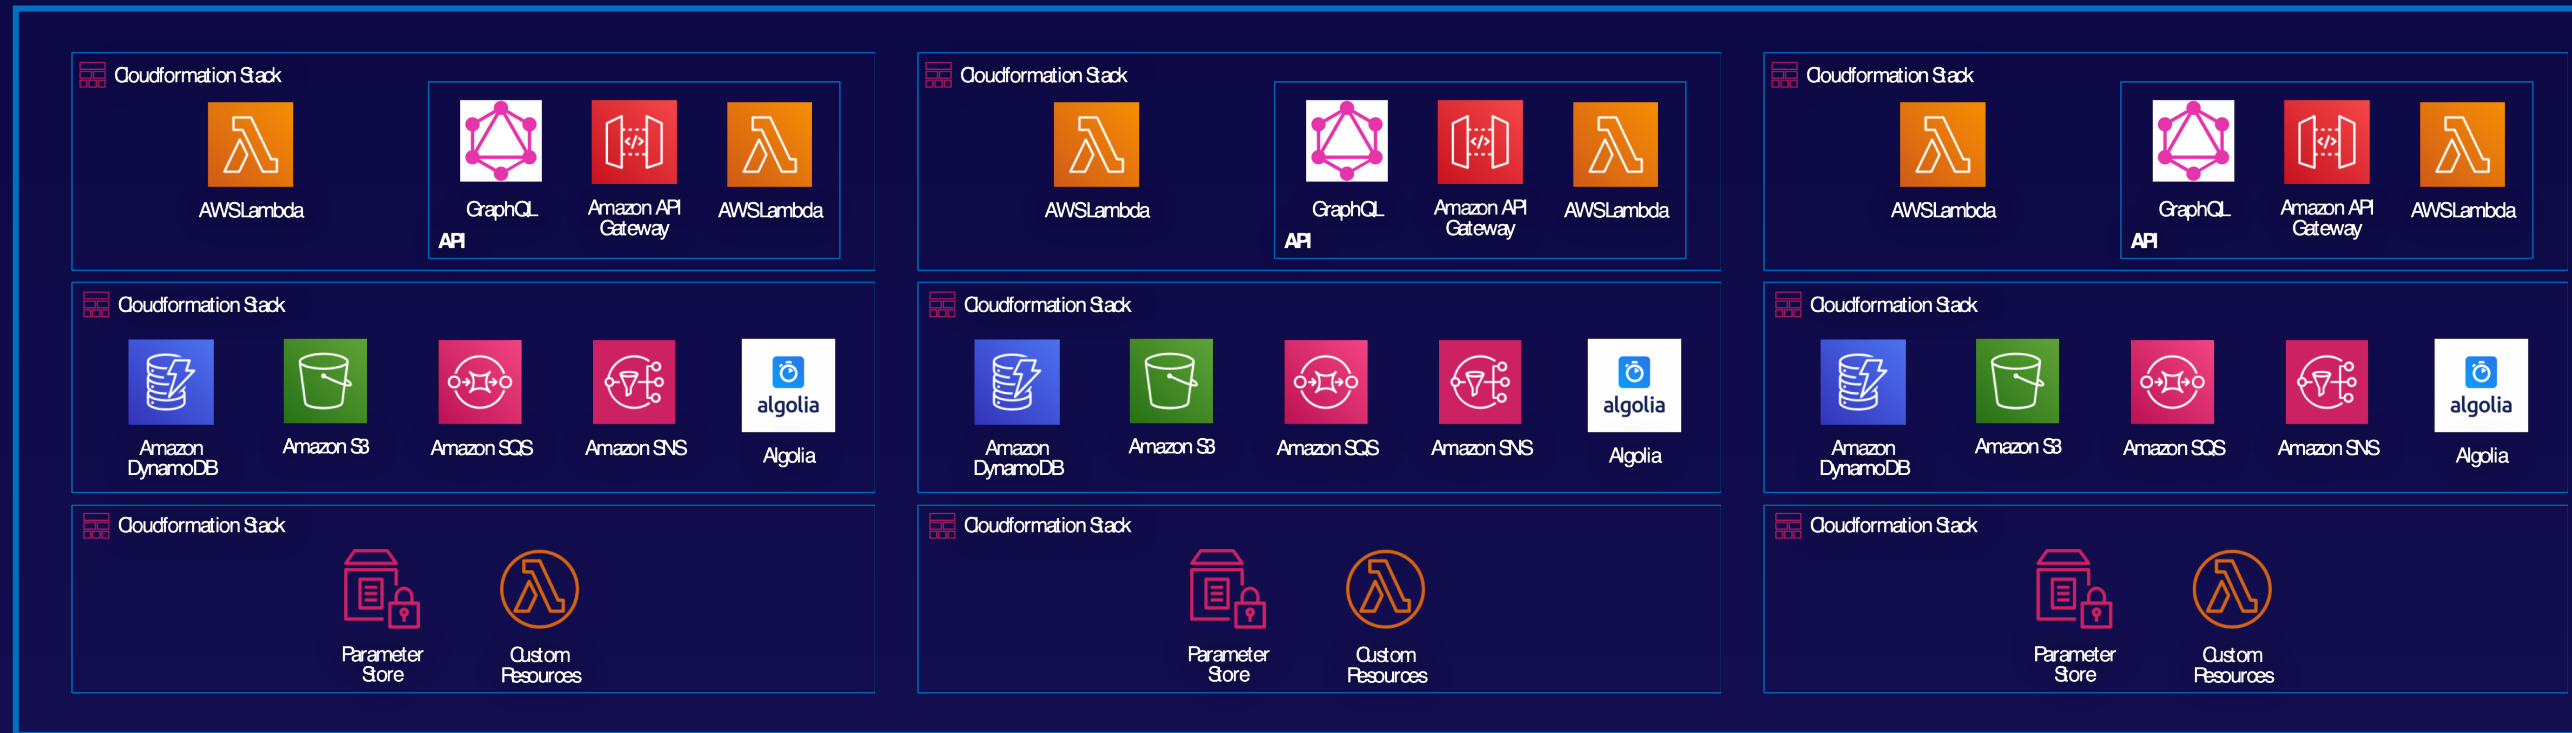 Cloudformation Stack
AWS Lambda
GraphQL
Amazon API
Gateway
AWS Lambda
API
Cloudformation Stack
AWS Lambda
GraphQL
Amazon API
Gateway
AWS Lambda
API
Cloudformation Stack
AWS Lambda
GraphQL
Amazon API
Gateway
AWS Lambda
API
Cloudformation Stack
Amazon
DynamoDB
Amazon S3
Amazon SQS
Amazon SNS
algolia
Algolia
Cloudformation Stack
Amazon
DynamoDB
Amazon S3
Amazon SQS
Amazon SNS
algolia
Algolia
Cloudformation Stack
Amazon
DynamoDB
Amazon S3
Amazon SQS
Amazon SNS
algolia
Algolia
Cloudformation Stack
Parameter
Store
Custom
Resources
Cloudformation Stack
Parameter
Store
Custom
Resources
Cloudformation Stack
Parameter
Store
Custom
Resources